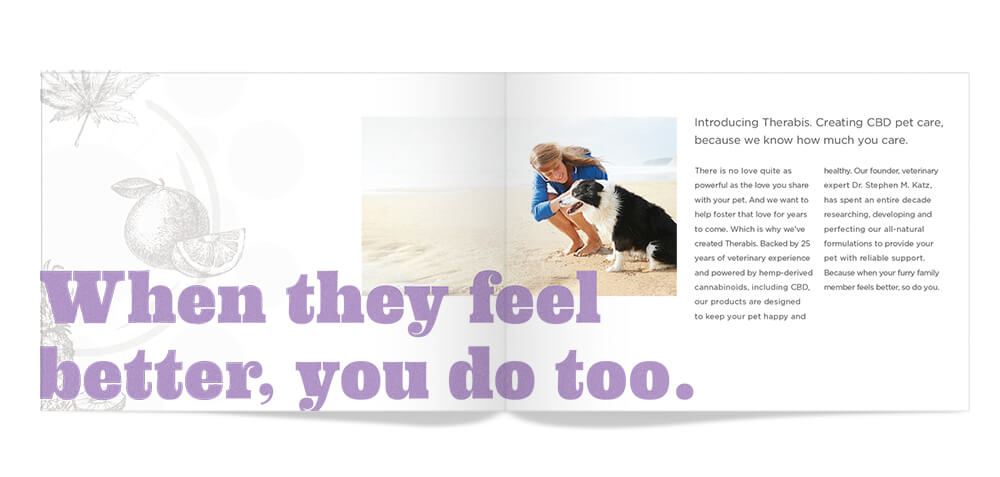 When they feel
better, you do too.
Introducing Therabis. Creating CBD pet care,
because we know how much you care.
There is no love quite as
powerful as the love you share
with your pet. And we want to
help foster that love for years
to come. Which is why we've
created Therabis. Backed by 25
years of veterinary experience
and powered by hemp-derived
cannabinoids, including CBD,
our products are designed
to keep your pet happy and
healthy. Our founder, veterinary
expert Dr. Stephen M. Katz,
has spent an entire decade
researching, developing and
perfecting our all-natural
formulations to provide your
pet with reliable support.
Because when your furry family
member feels better, so do you.